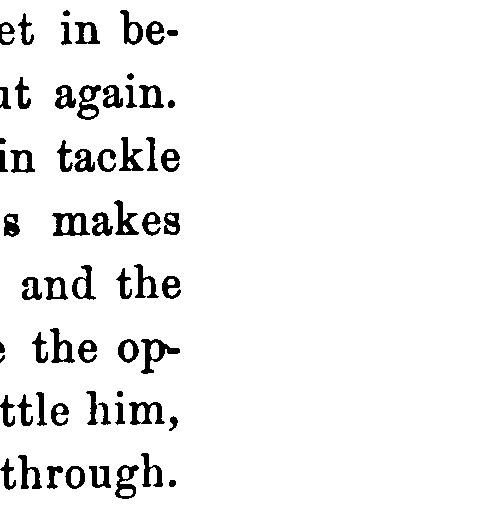 et in be-
ut again.
in tackle
s makes
and the
e the op-
ttle him,
through.